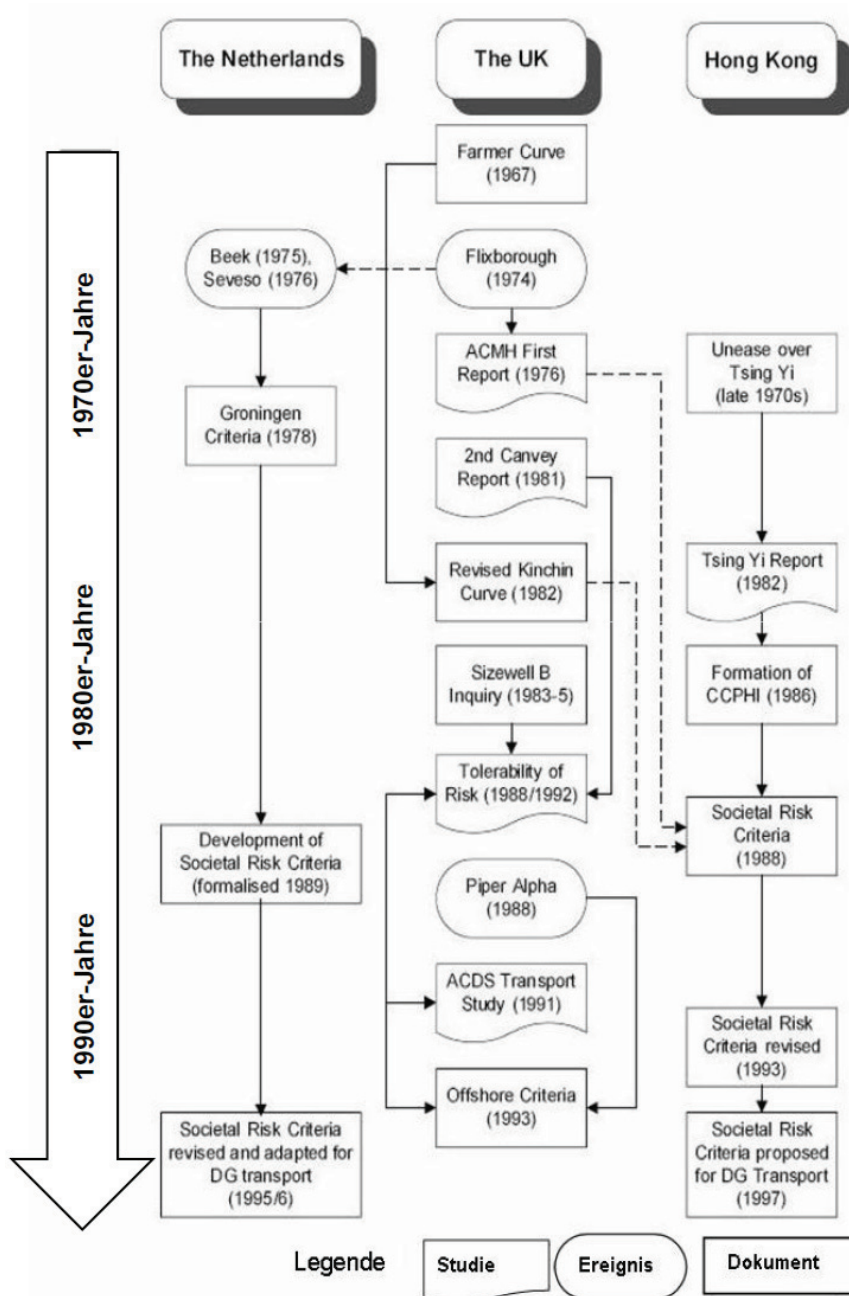 The Netherlands
The UK
Hong Kong
1970er-Jahre
1980er-Jahre
1990er-Jahre
Beek (1975),
Seveso (1976)
Groningen
Criteria (1978)
Development of
Societal Risk Criteria
(formalised 1989)
Societal Risk Criteria
revised and adapted for
DG transport
(1995/6)
Farmer Curve
(1967)
Flixborough
(1974)
ACMH First
Report (1976)
2nd Canvey
Report (1981)
Revised Kinchin
Curve (1982)
Sizewell B
Inquiry (1983-5)
Tolerability of
Risk (1988/1992)
Piper Alpha
(1988)
ACDS Transport
Study (1991)
Offshore Criteria
(1993)
Unease over
Tsing Yi
(late 1970s)
Tsing Yi Report
(1982)
Formation of
CCPHI (1986)
Societal Risk
Criteria
(1988)
Societal Risk
Criteria revised
(1993)
Societal Risk
Criteria proposed
for DG Transport
(1997)
Legende
Studie
Ereignis
Dokument